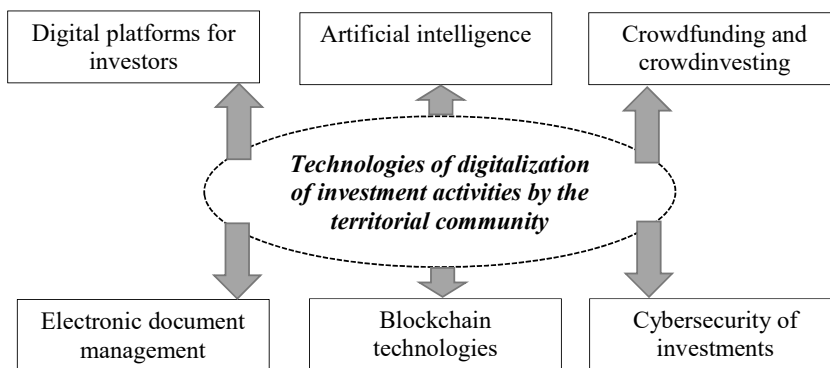 Digital platforms for
investors
Artificial intelligence
Crowdfunding and
crowdinvesting
Technologies of digitalization
of investment activities by the
territorial community
Electronic document
management
Blockchain
technologies
Cybersecurity of
investments